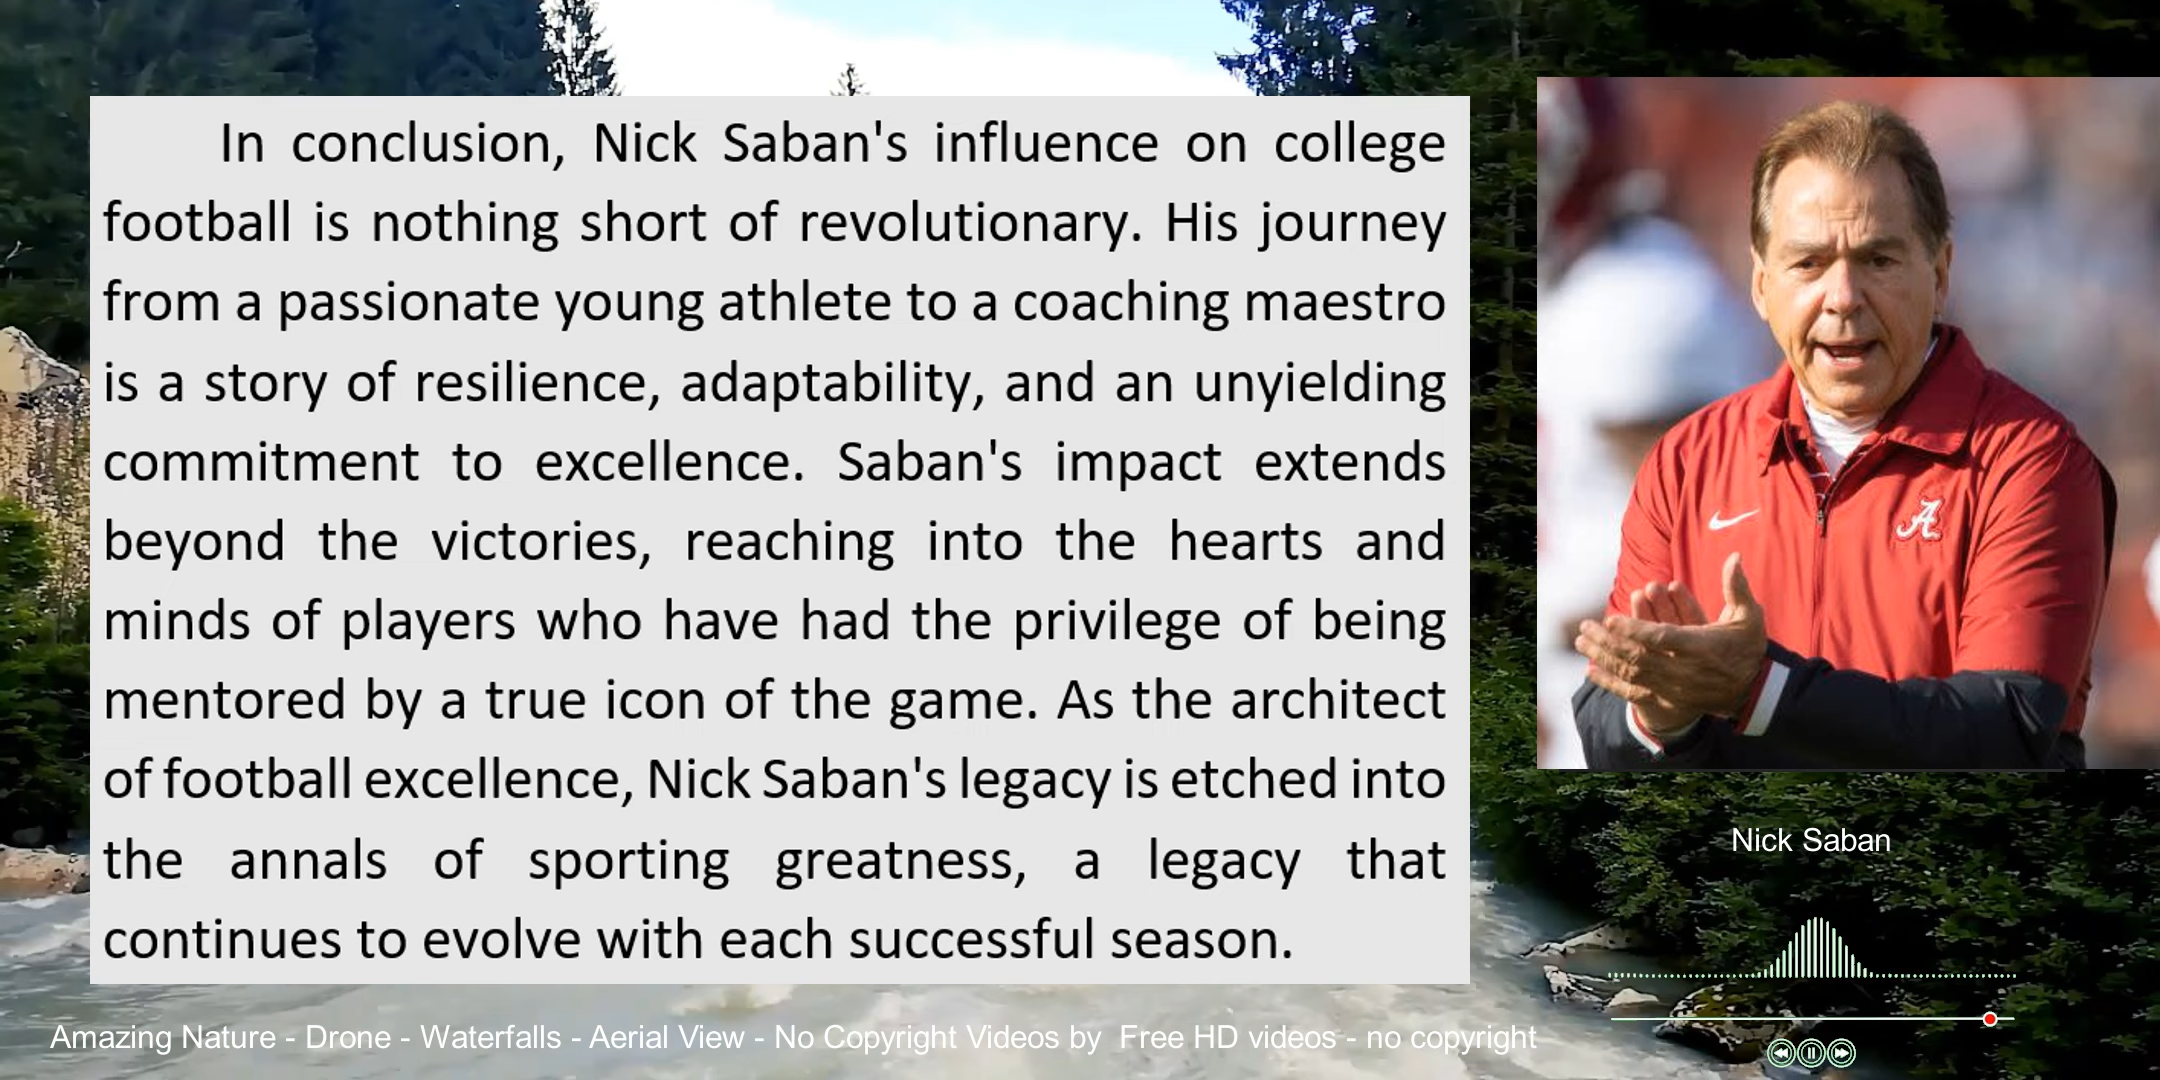 In conclusion, Nick Saban's influence on college
football is nothing short of revolutionary. His journey
from a passionate young athlete to a coaching maestro
is a story of resilience, adaptability, and an unyielding
commitment to excellence. Saban's impact extends
beyond the victories, reaching into the hearts and
minds of players who have had the privilege of being
mentored by a true icon of the game. As the architect
of football excellence, Nick Saban's legacy is etched into
the annals of sporting greatness, a legacy that
continues to evolve with each successful season.
A
Nick Saban
Amazing Nature - Drone - Waterfalls - Aerial View - No Copyright Videos by  Free HD videos - no copyright